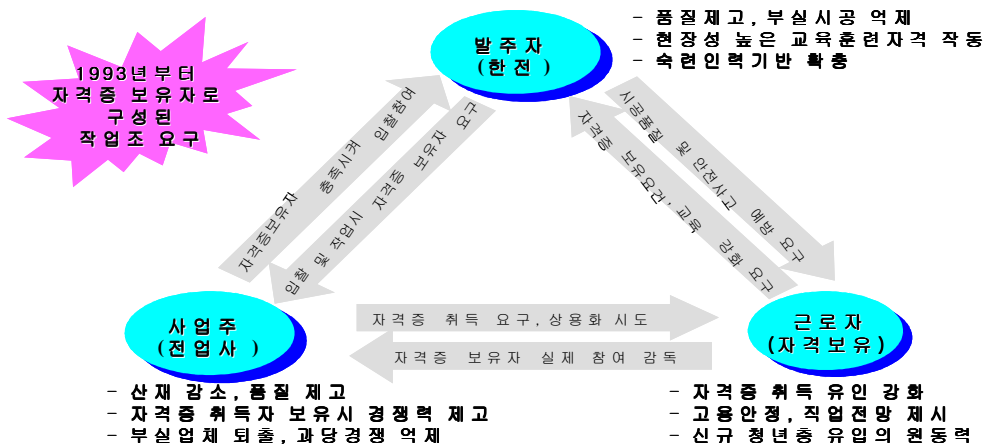 1993년부터
자격증 보유자로
구성된
작업조 요구
발주자
(한전 )
- 품질제고, 부실시공 억제
- 현장성 높은 교육훈련자격 작동
- 숙련인력기반 확충
자격증보유자 충족시켜 입찰참여
입찰 및 작업시 자격증 보유자 요구
시공품질 및 안전사고 예방 요구
자격증 보유요건, 교육 강화 요구
사업주
(전업사 )
자격증 취득 요구, 상용화 시도
자격증 보유자 실제 참여 감독
근로자
(자격보유)
- 산재 감소, 품질 제고
- 자격증 취득자 보유시 경쟁력 제고
- 부실업체 퇴출, 과당경쟁 억제
- 자격증 취득 유인 강화
- 고용안정, 직업전망 제시
- 신규 청년층 유입의 원동력